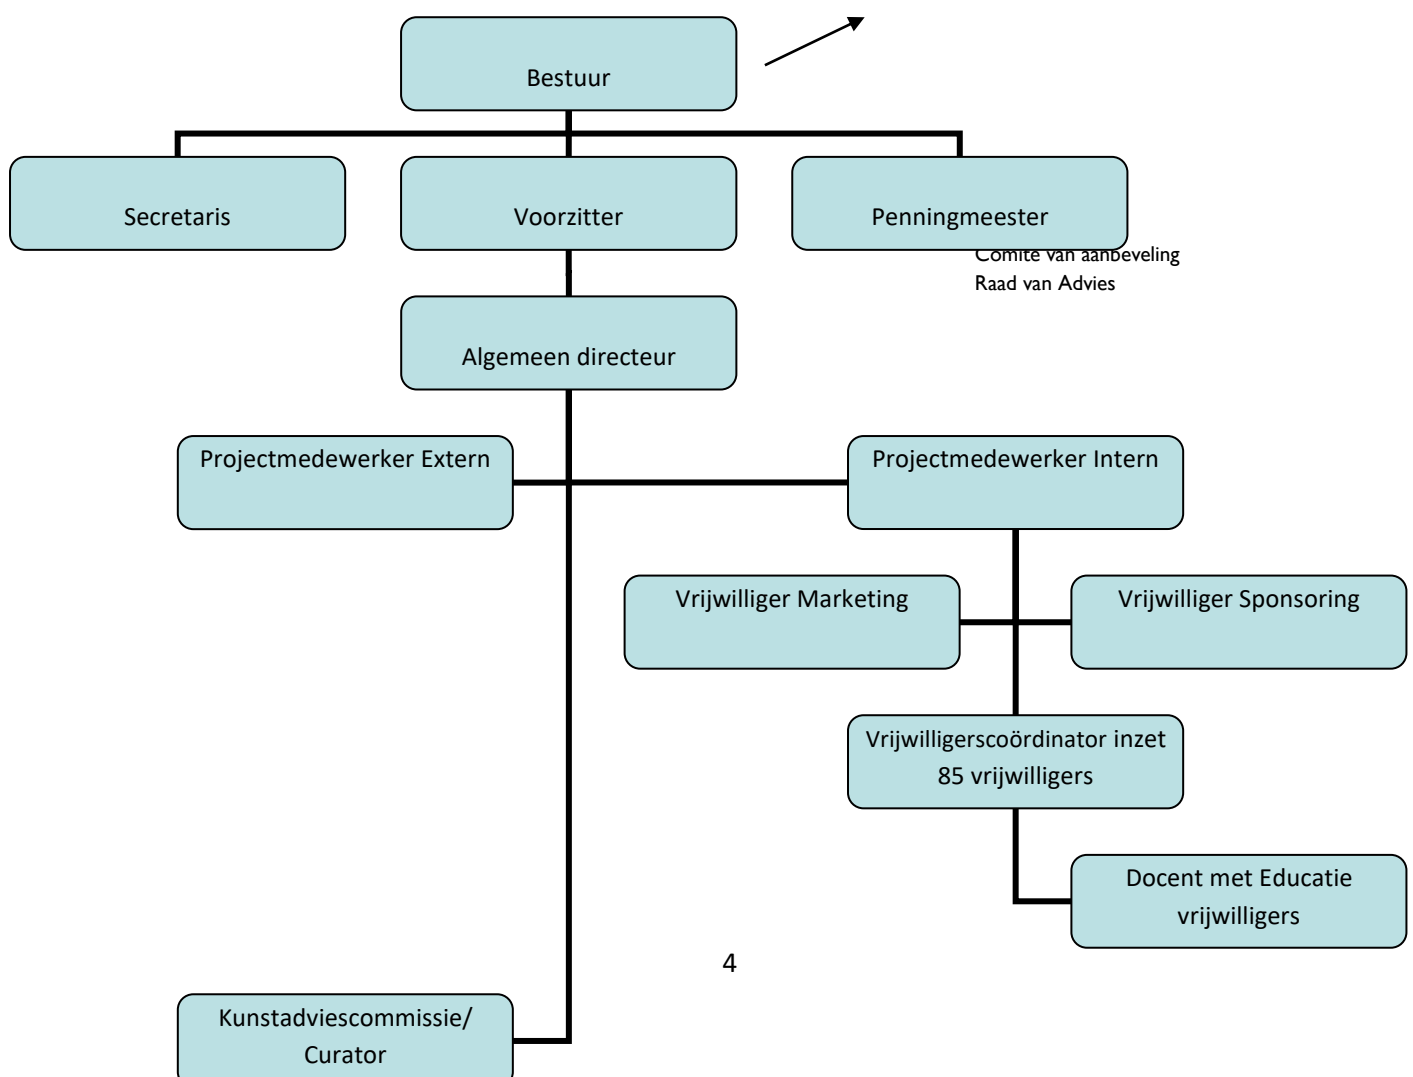 Bestuur
Secretaris
Voorzitter
Penningmeester
Comité van aanbeveling
Raad van Advies
Algemeen directeur
Projectmedewerker Extern
Projectmedewerker Intern
Vrijwilliger Marketing
Vrijwilliger Sponsoring
Vrijwilligerscoördinator inzet
85 vrijwilligers
Docent met Educatie
vrijwilligers
4
Kunstadviescommissie/
Curator